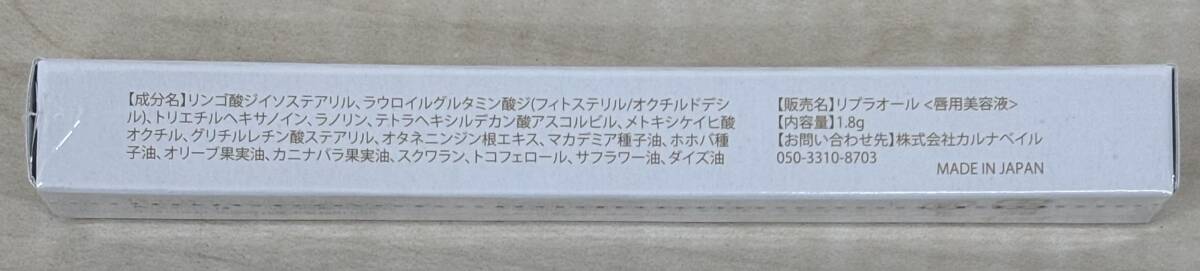 【成分名】リンゴ酸ジイソステアリル、ラウロイルグルタミン酸ジ(フィトステリル/オクチルドデシ
ル)、トリエチルヘキサノイン、ラノリン、テトラヘキシルデカン酸アスコルビル、メトキシケイヒ酸
オクチル、グリチルレチン酸ステアリル、オタネニンジン根エキス、マカデミア種子油、ホホバ種
子油、オリーブ果実油、カニナバラ果実油、スクワラン、トコフェロール、サフラワー油、ダイズ油
【販売名】リプラオール <唇用美容液>
【内容量】1.8g
【お問い合わせ先】株式会社カルナベイル
050-3310-8703
MADE IN JAPAN